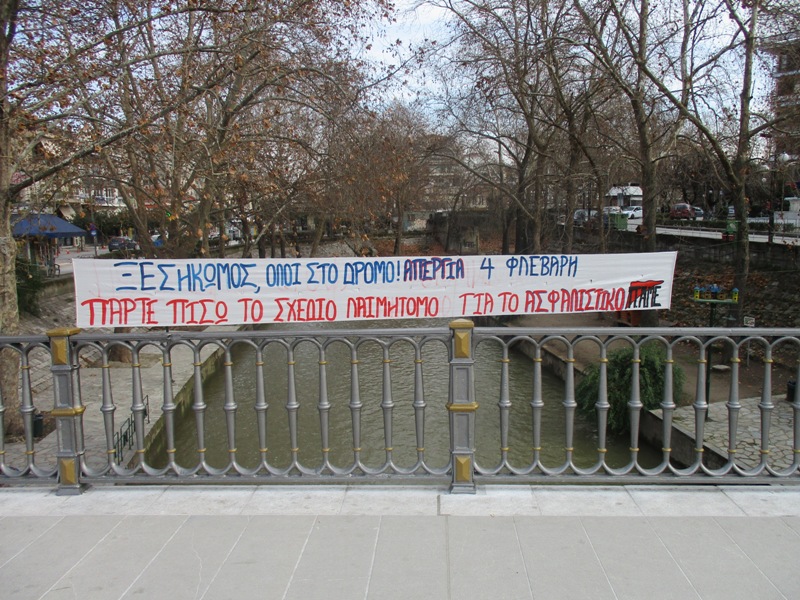 ΞΕΣΗΚΩΜΟΣ, ΟΛΟΙ ΣΤΟ ΔΡΟΜΟ! ΑΠΕΡΓΙΑ 4 ΦΛΕΒΑΡΗ
ΠΑΡΤΕ ΠΙΣΩ ΤΟ ΣΧΕΔΙΟ ΛΑΙΜΗΤΟΜΟ ΓΙΑ ΤΟ ΑΣΦΑΛΙΣΤΙΚΟ ΠΑΜΕ